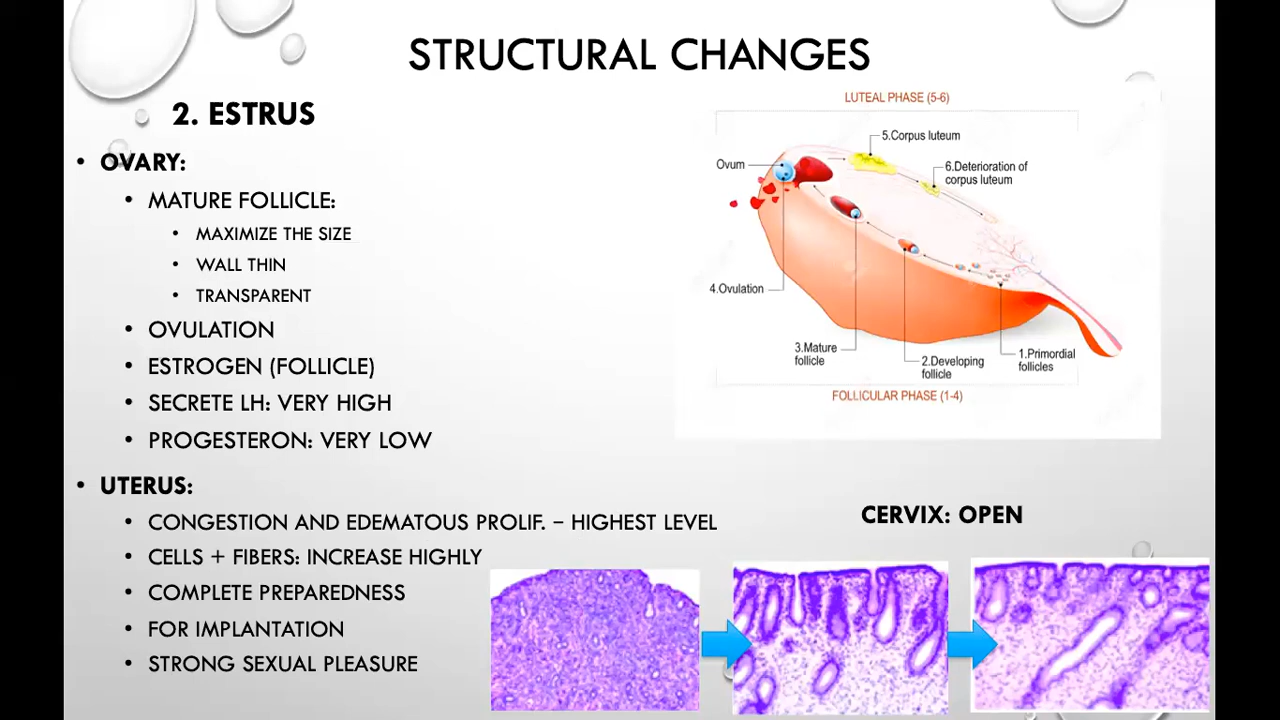 STRUCTURAL CHANGES
2. ESTRUS
• OVARY:
• MATURE FOLLICLE:
• MAXIMIZE THE SIZE
• WALL THIN
• TRANSPARENT
• OVULATION
• ESTROGEN (FOLLICLE)
• SECRETE LH: VERY HIGH
• PROGESTERON: VERY LOW
• UTERUS:
• CONGESTION AND EDEMATOUS PROLIF. – HIGHEST LEVEL
• CELLS + FIBERS: INCREASE HIGHLY
• COMPLETE PREPAREDNESS
• FOR IMPLANTATION
• STRONG SEXUAL PLEASURE
LUTEAL PHASE (5-6)
5.Corpus luteum
Ovum
6.Deterioration of
corpus luteum
4.Ovulation
3.Mature
follicle
2.Developing
follicle
1.Primordial
follicles
FOLLICULAR PHASE (1-4)
CERVIX: OPEN